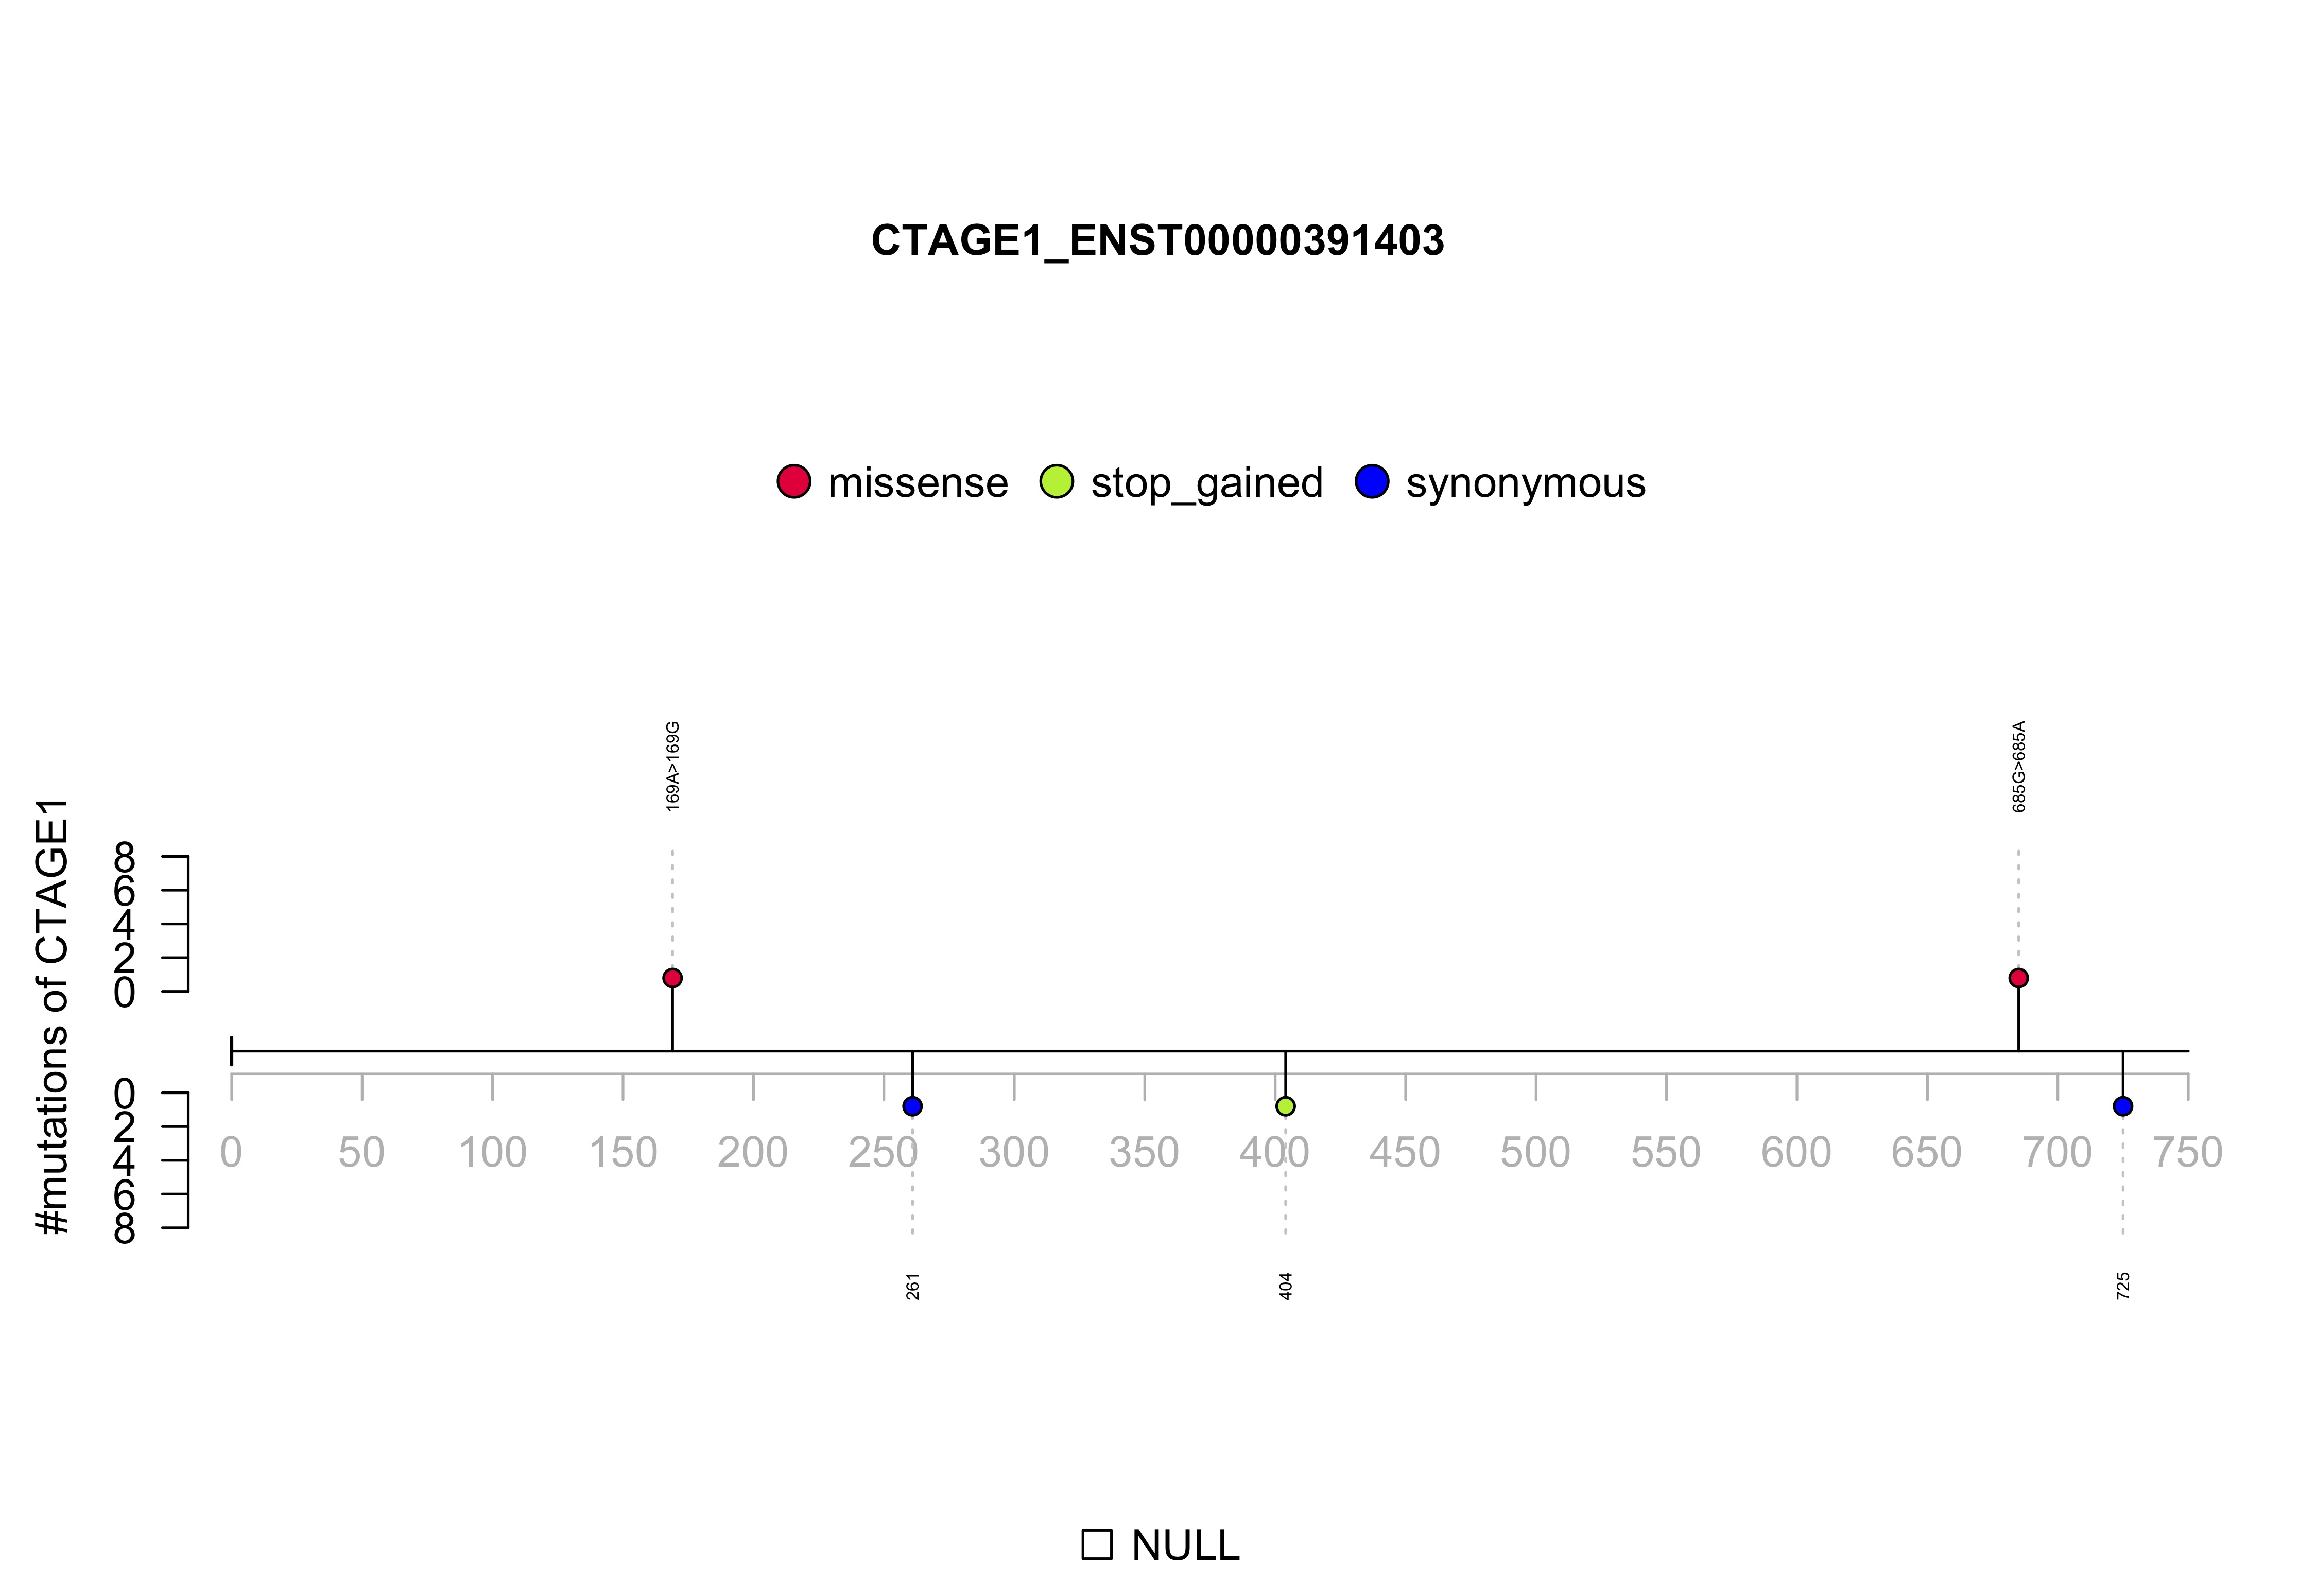 CTAGE1_ENST00000391403
missense stop_gained synonymous
169A>169G 685G>685A
#mutations of CTAGE1
8
6
4
2
0
0
2
4
6
8
0 50 100 150 200 250 300 350 400 450 500 550 600 650 700 750
261 404 725
NULL